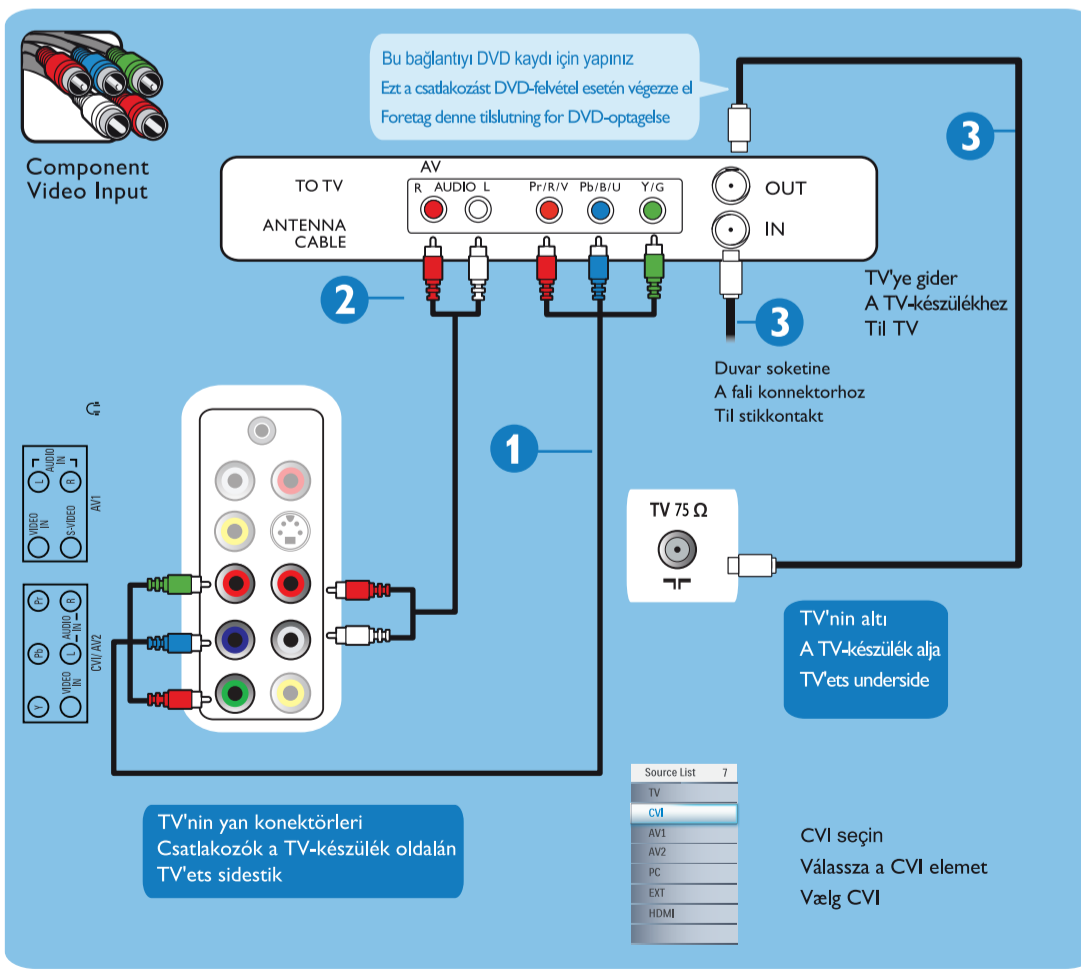 Component
Video Input
Bu bağlantıyı DVD kaydı için yapınız
Ezt a csatlakozást DVD-felvétel esetén végezze el
Foretag denne tilslutning for DVD-optagelse
3
TO TV
ANTENNA
CABLE
AV
R AUDIO L
Pr/R/V Pb/B/U Y/G
OUT
IN
2
3
TV'ye gider
A TV-készülékhez
Til TV
Duvar soketine
A fali konnektorhoz
Til stikkontakt
1
L AUDIO IN R
VIDEO IN
S-VIDEO
AV1
Pr
R
Pb
L
AUDIO IN
Y
VIDEO IN
CVI/ AV2
TV 75 Ω
TV'nin altı
A TV-készülék alja
TV'ets underside
TV'nin yan konektörleri
Csatlakozók a TV-készülék oldalán
TV'ets sidestik
Source List 7
TV
CVI
AV1
AV2
PC
EXT
HDMI
CVI seçin
Válassza a CVI elemet
Vælg CVI